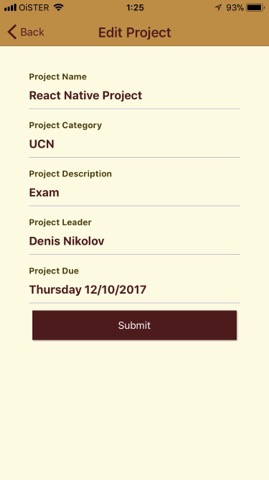 OiSTER 1:25 93%
Back Edit Project
Project Name
React Native Project
Project Category
UCN
Project Description
Exam
Project Leader
Denis Nikolov
Project Due
Thursday 12/10/2017
Submit